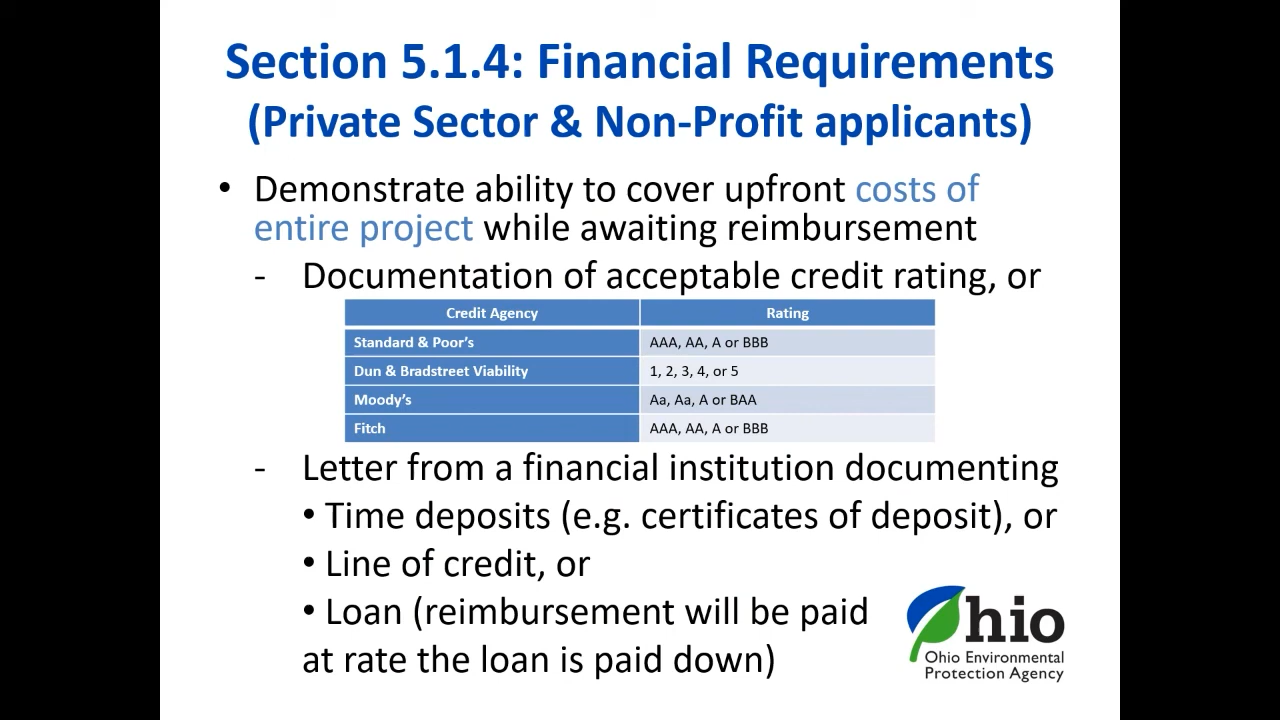 Section 5.1.4: Financial Requirements
(Private Sector & Non-Profit applicants)
• Demonstrate ability to cover upfront costs of
entire project while awaiting reimbursement
- Documentation of acceptable credit rating, or
Credit Agency Rating
Standard & Poor's AAA, AA, A or BBB
Dun & Bradstreet Viability 1, 2, 3, 4, or 5
Moody's Aa, Aa, A or BAA
Fitch AAA, AA, A or BBB
- Letter from a financial institution documenting
• Time deposits (e.g. certificates of deposit), or
• Line of credit, or
• Loan (reimbursement will be paid
at rate the loan is paid down)
Ohio
Ohio Environmental
Protection Agency